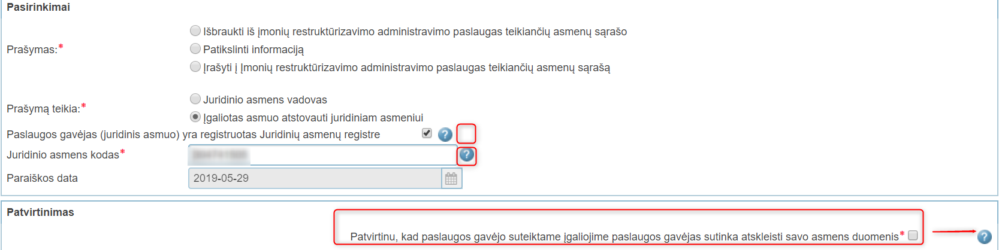 Pasirinkimai
Išbraukti iš įmonių restruktūrizavimo administravimo paslaugas teikiančių asmenų sąrašo
Prašymas:*
Patikslinti informaciją
Įrašyti į Įmonių restruktūrizavimo administravimo paslaugas teikiančių asmenų sąrašą
Juridinio asmens vadovas
Prašymą teikia:*
Įgaliotas asmuo atstovauti juridiniam asmeniui
Paslaugos gavėjas (juridinis asmuo) yra registruotas Juridinių asmenų registre ?
Juridinio asmens kodas* ?
Paraiškos data 2019-05-29
Patvirtinimas
Patvirtinu, kad paslaugos gavėjo suteiktame įgaliojime paslaugos gavėjas sutinka atskleisti savo asmens duomenis* ?